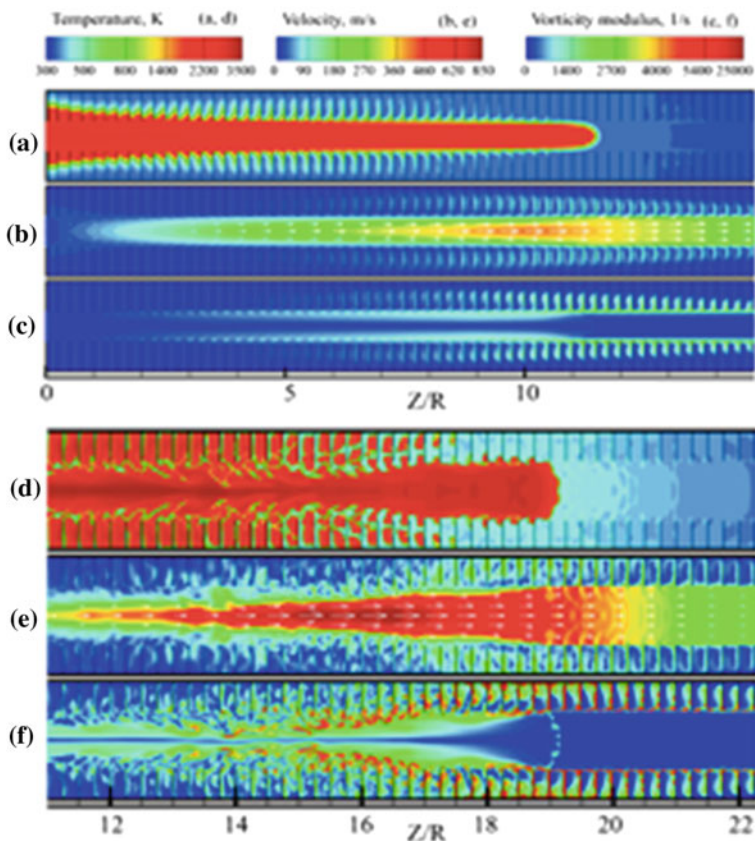 Temperature, K (a, d) Velocity, m/s (b, e) Vorticity modulus, 1/s (c, f)
300 500 800 1400 2200 3500 0 90 180 270 360 460 620 850 0 1400 2700 4000 5400 25000
(a)
(b)
(c)
0 5 10
Z/R
(d)
(e)
(f)
12 14 16 18 20 22
Z/R